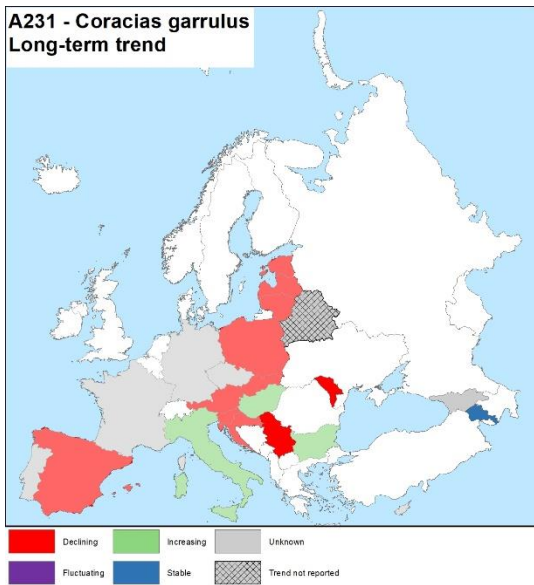 A231 - Coracias garrulus
Long-term trend
Declining
Increasing
Unknown
Fluctuating
Stable
Trend not reported